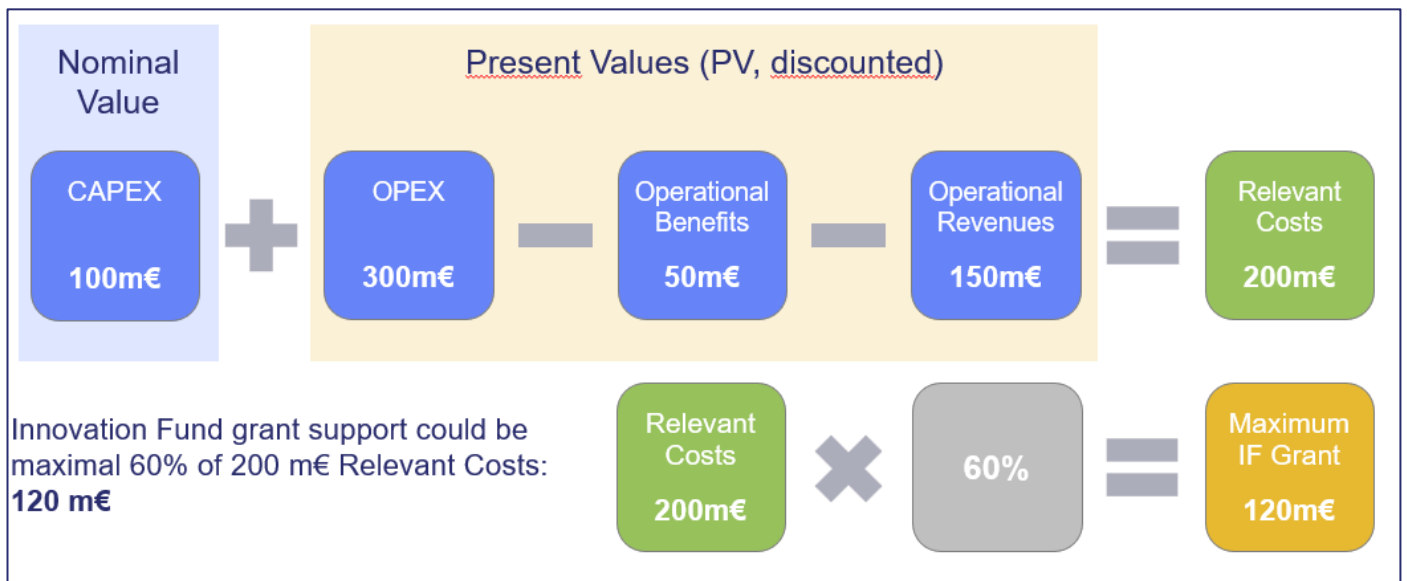 Nominal
Value
Present Values (PV, discounted)
CAPEX
100m€
OPEX
300m€
Operational
Benefits
50m€
Operational
Revenues
150m€
Relevant
Costs
200m€
Innovation Fund grant support could be
maximal 60% of 200 m€ Relevant Costs:
120 m€
Relevant
Costs
200m€
60%
Maximum
IF Grant
120m€